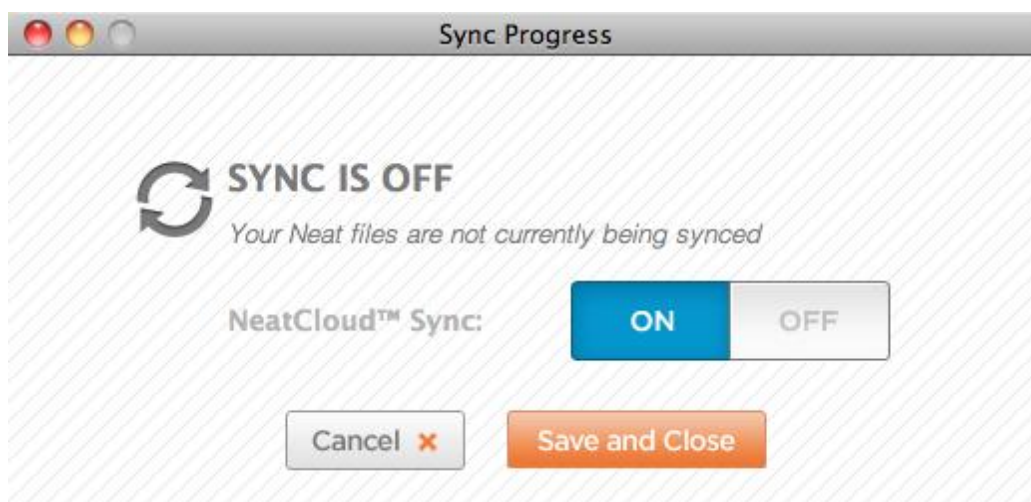 Sync Progress
SYNC IS OFF
Your Neat files are not currently being synced
NeatCloud™ Sync: ON OFF
Cancel Save and Close